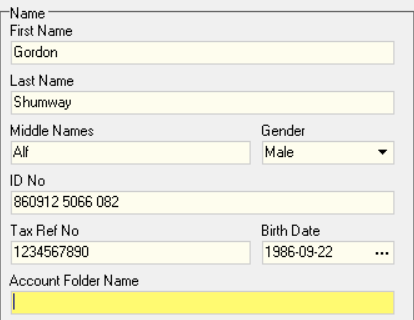 Name
First Name
Gordon
Last Name
Shumway
Middle Names Gender
Alf Male
ID No
860912 5066 082
Tax Ref No Birth Date
1234567890 1986-09-22 ...
Account Folder Name